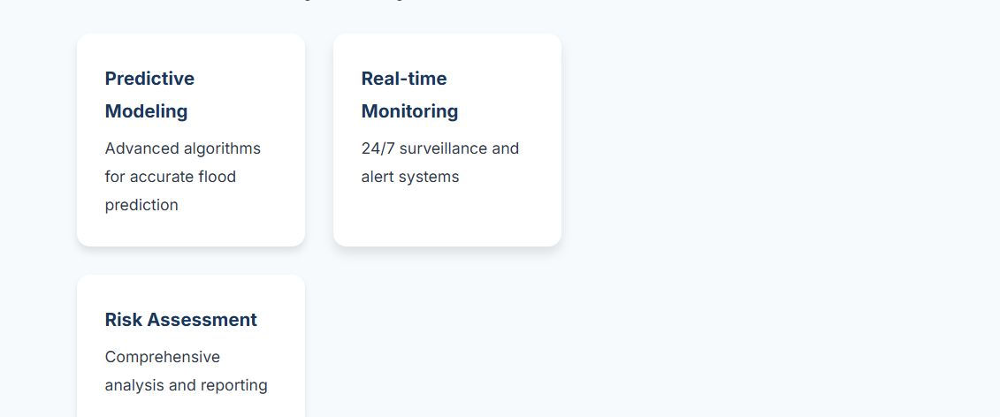 Predictive
Modeling
Advanced algorithms
for accurate flood
prediction
Real-time
Monitoring
24/7 surveillance and
alert systems
Risk Assessment
Comprehensive
analysis and reporting